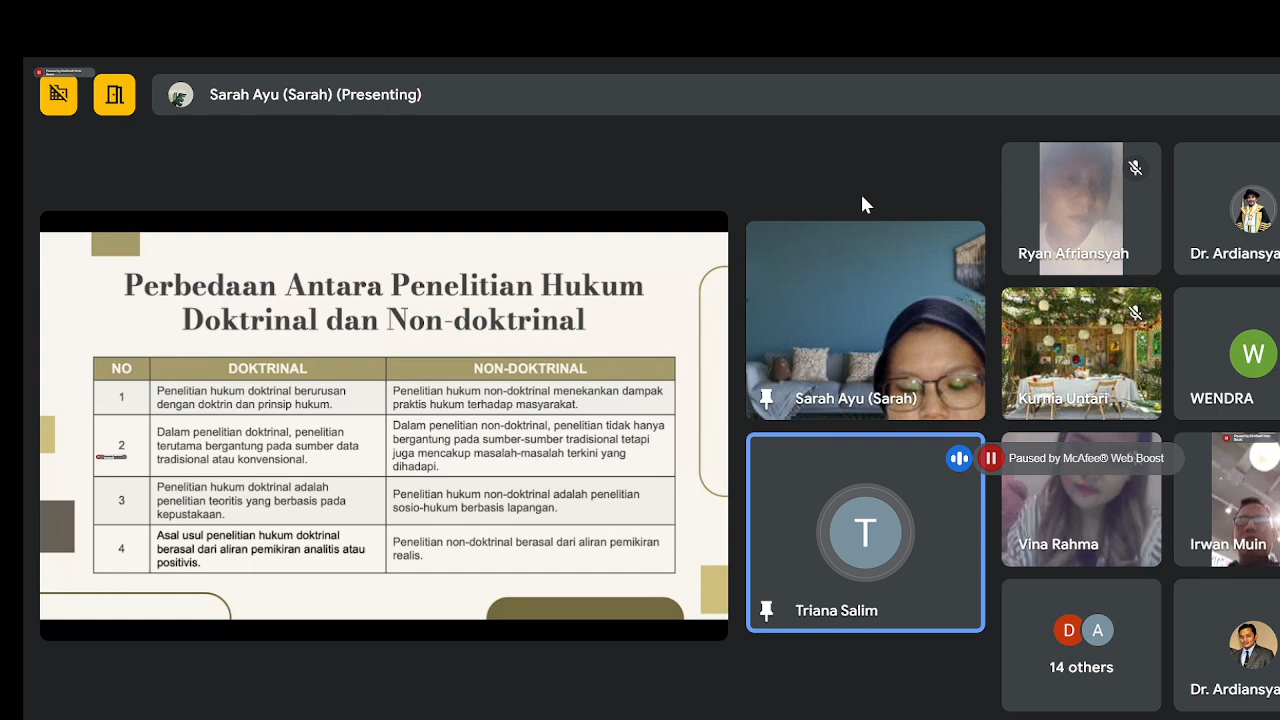 Sarah Ayu (Sarah) (Presenting)
Perbedaan Antara Penelitian Hukum
Doktrinal dan Non-doktrinal
NO DOKTRINAL NON-DOKTRINAL
1
Penelitian hukum doktrinal berurusan
dengan doktrin dan prinsip hukum.
Penelitian hukum non-doktrinal menekankan dampak
praktis hukum terhadap masyarakat.
2
Dalam penelitian doktrinal, penelitian
terutama bergantung pada sumber data
tradisional atau konvensional.
Dalam penelitian non-doktrinal, penelitian tidak hanya
bergantung pada sumber-sumber tradisional tetapi
juga mencakup masalah-masalah terkini yang
dihadapi.
3
Penelitian hukum doktrinal adalah
penelitian teoritis yang berbasis pada
kepustakaan.
Penelitian hukum non-doktrinal adalah penelitian
sosio-hukum berbasis lapangan.
4
Asal usul penelitian hukum doktrinal
berasal dari aliran pemikiran analitis atau
positivis.
Penelitian non-doktrinal berasal dari aliran pemikiran
realis.
Sarah Ayu (Sarah)
T
Triana Salim
Ryan Afriansyah
Dr. Ardiansya
Kurnia Untari
W
WENDRA
Paused by McAfee® Web Boost
Vina Rahma
Irwan Muin
D A
14 others
Dr. Ardiansya